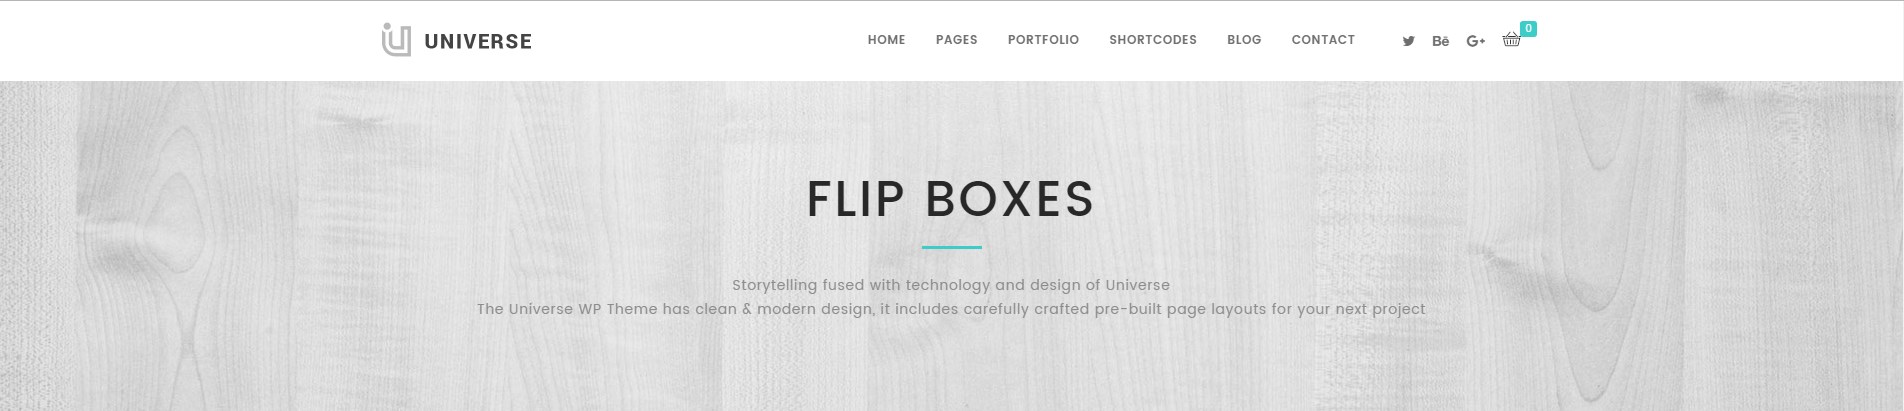 UNIVERSE
HOME PAGES PORTFOLIO SHORTCODES BLOG CONTACT Bē G+ 0
FLIP BOXES
Storytelling fused with technology and design of Universe
The Universe WP Theme has clean & modern design, it includes carefully crafted pre-built page layouts for your next project